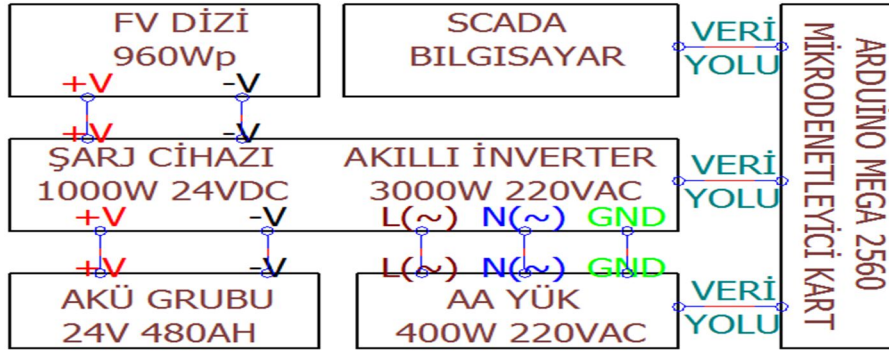 FV DİZİ
960Wp
+V
-V
SCADA
BILGISAYAR
VERİ
YOLU
+V
-V
ŞARJ CİHAZI
1000W 24VDC
+V
-V
AKILLI İNVERTER
3000W 220VAC
L(~) N(~) GND
VERİ
YOLU
+V
-V
AKÜ GRUBU
24V 480AH
L(~) N(~) GND
AA YÜK
400W 220VAC
VERİ
YOLU
ARDUİNO MEGA 2560
MİKRODENETLEYİCİ KART